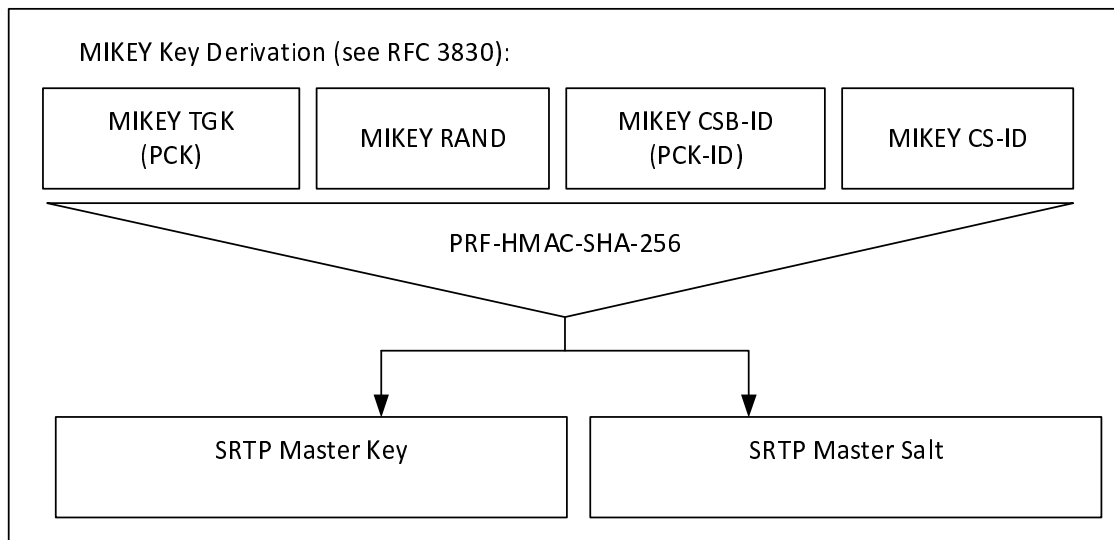 MIKEY Key Derivation (see RFC 3830):
MIKEY TGK
(PCK)
MIKEY RAND
MIKEY CSB-ID
(PCK-ID)
MIKEY CS-ID
PRF-HMAC-SHA-256
SRTP Master Key
SRTP Master Salt